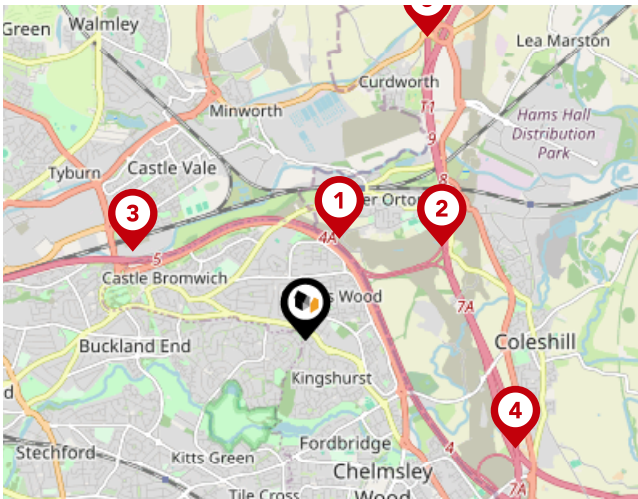 Green
Walmley
Lea Marston
Curdworth
Minworth
T1
Hams Hall
Distribution
Park
9
Tyburn
Castle Vale
8
3
1
er Orton
2
4A
5
Castle Bromwich
s Wood
7A
Buckland End
Coleshill
Kingshurst
4
Stechford
Fordbridge
4
Kitts Green
Chelmsley
7A
Tile Cross
Wood